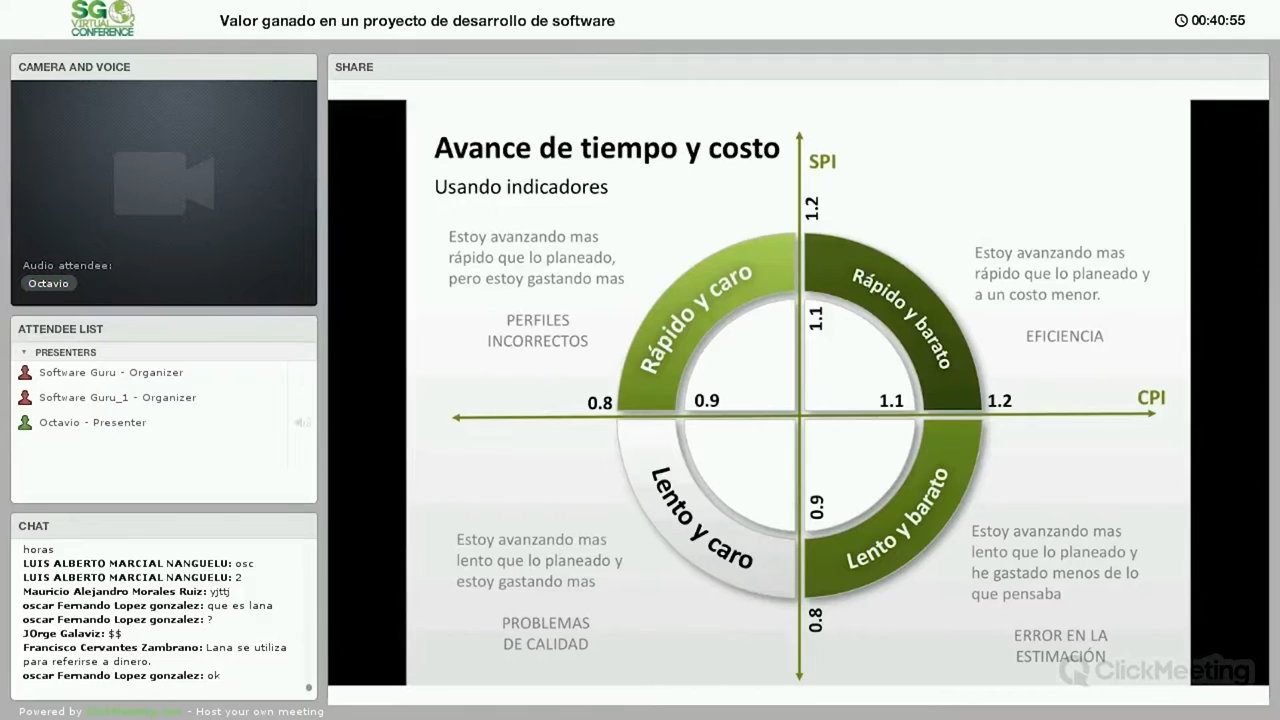 SG
VIRTUAL
CONFERENCE
Valor ganado en un proyecto de desarrollo de software
00:40:55
CAMERA AND VOICE
Audio attendee:
Octavio
ATTENDEE LIST
PRESENTERS
Software Guru - Organizer
Software Guru_1 - Organizer
Octavio - Presenter
CHAT
horas
LUIS ALBERTO MARCIAL NANGUELU: osc
LUIS ALBERTO MARCIAL NANGUELU: 2
Mauricio Alejandro Morales Ruiz: yjttj
oscar Fernando Lopez gonzalez: que es lana
oscar Fernando Lopez gonzalez: ?
JOrge Galaviz: $$
Francisco Cervantes Zambrano: Lana se utiliza
para referirse a dinero.
oscar Fernando Lopez gonzalez: ok
Powered by ClickMeeting.com - Host your own meeting
SHARE
Avance de tiempo y costo
Usando indicadores
SPI
1.2
Estoy avanzando mas
rápido que lo planeado,
pero estoy gastando mas
PERFILES
INCORRECTOS
Rápido y caro
Rápido y barato
Estoy avanzando mas
rápido que lo planeado y
a un costo menor.
EFICIENCIA
1.1
0.8
0.9
1.1
1.2
CPI
Lento y caro
0.9
Lento y barato
Estoy avanzando mas
lento que lo planeado y
estoy gastando mas
PROBLEMAS
DE CALIDAD
0.8
Estoy avanzando mas
lento que lo planeado y
he gastado menos de lo
que pensaba
ERROR EN LA
ESTIMACIÓN
ClickMeeting